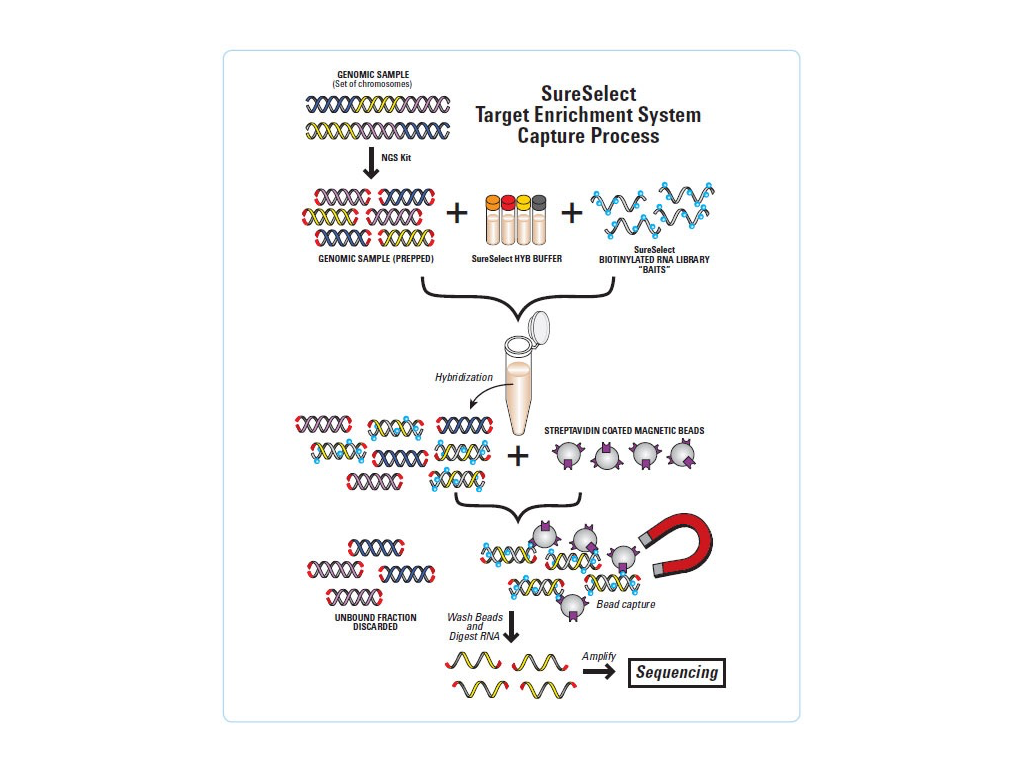 GENOMIC SAMPLE
(Set of chromosomes)
SureSelect
Target Enrichment System
Capture Process
NGS Kit
GENOMIC SAMPLE (PREPPED)
SureSelect HYB BUFFER
SureSelect
BIOTINYLATED RNA LIBRARY
"BAITS"
Hybridization
STREPTAVIDIN COATED MAGNETIC BEADS
Bead capture
UNBOUND FRACTION
DISCARDED
Wash Beads
and
Digest RNA
Amplify
Sequencing